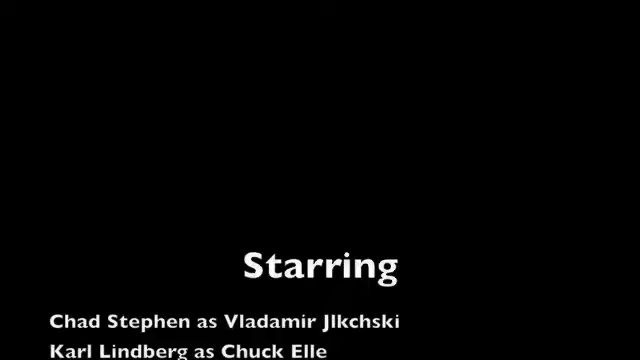 Starring
Chad Stephen as Vladamir Jlkchski
Karl Lindberg as Chuck Elle